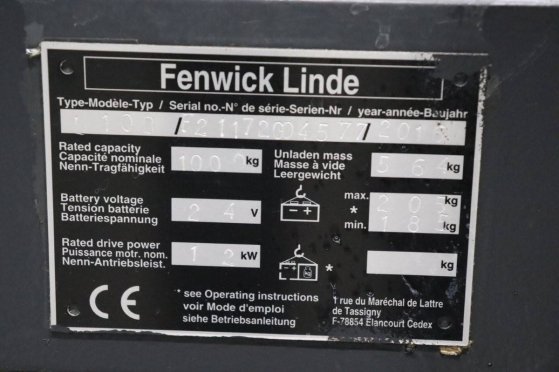 Fenwick Linde
Type-Modèle-Typ / Serial no.-N° de série-Serien-Nr / year-année-Baujahr
Rated capacity
Capacité nominale
Nenn-Tragfähigkeit
kg
Unladen mass
Masse à vide
Leergewicht
kg
Battery voltage
Tension batterie
Batteriespannung
24 V
max. kg
*
min. kg
Rated drive power
Puissance motr. nom.
Nenn-Antriebsleist.
kW
* kg
CE
* see Operating instructions
voir Mode d'emploi
siehe Betriebsanleitung
1 rue du Maréchal de Lattre
de Tassigny
F-78854 Elancourt Cedex